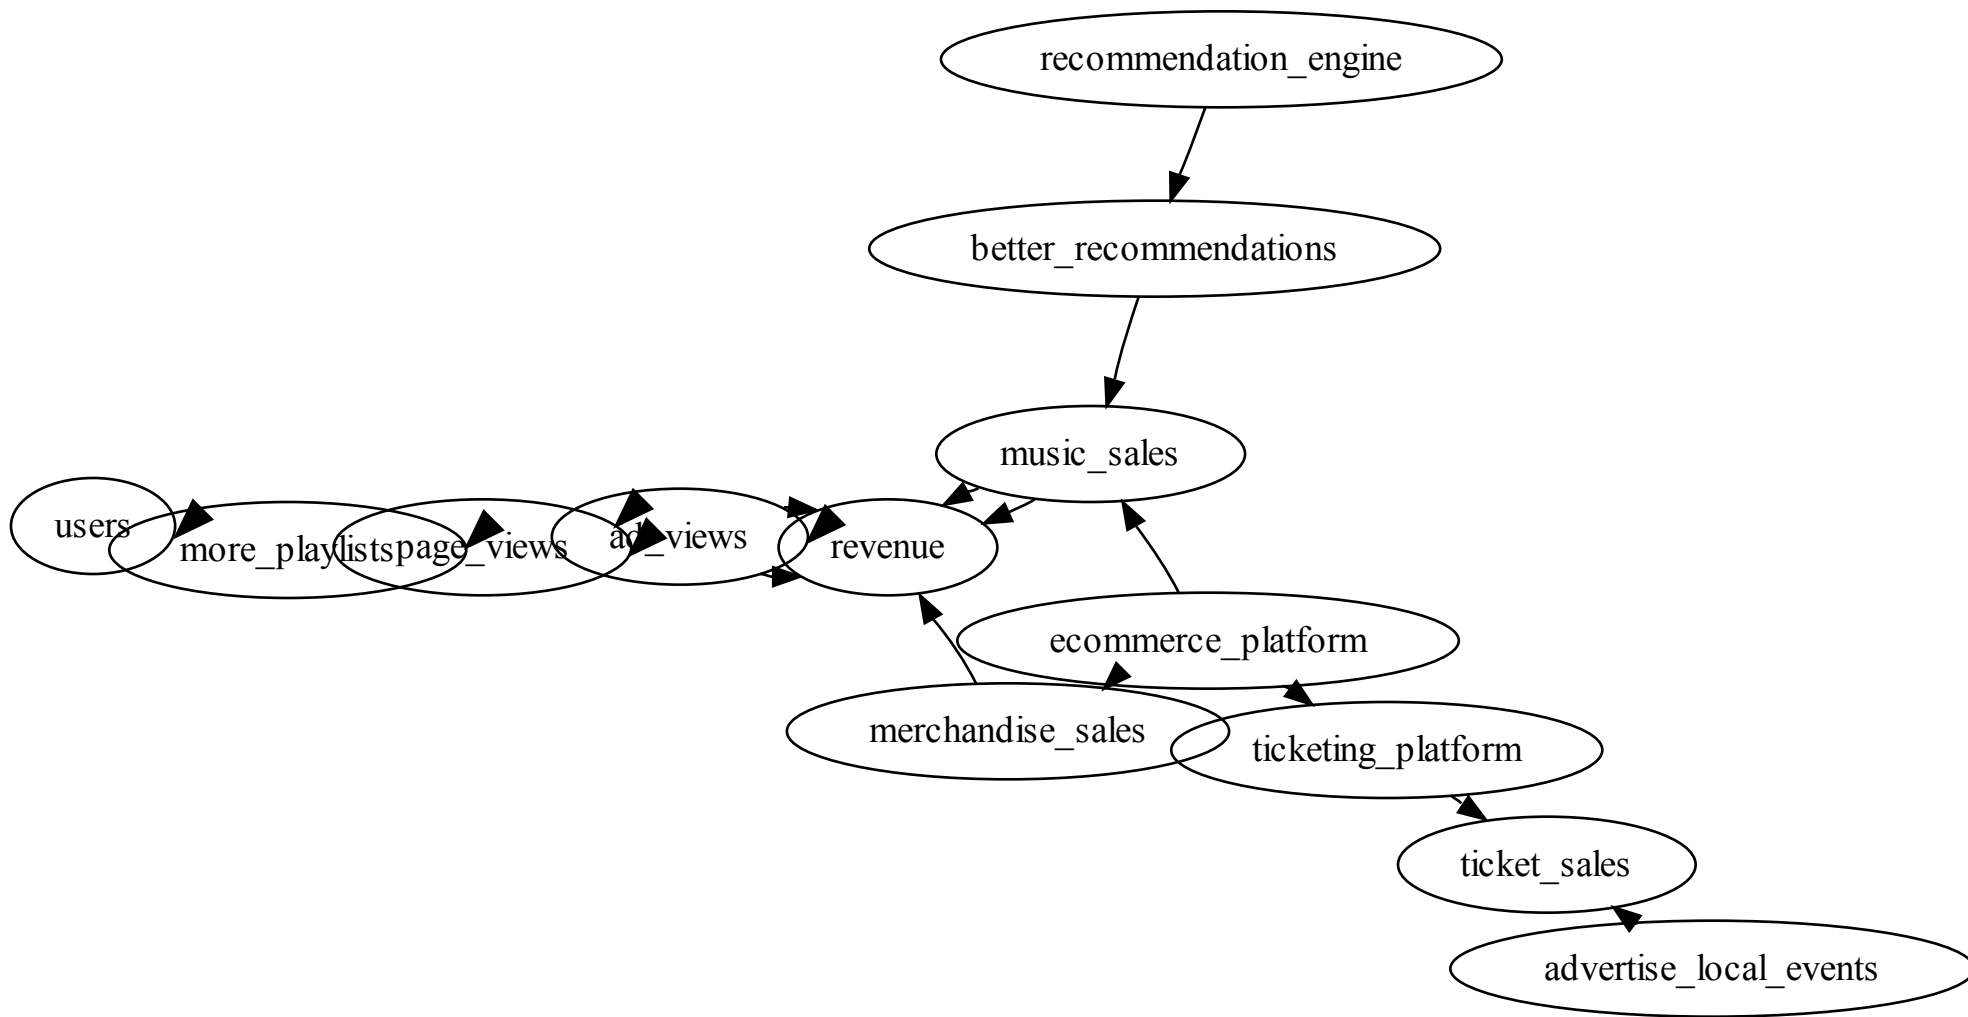 recommendation_engine
better_recommendations
music_sales
users
more_playlists
page_views
ad_views
revenue
ecommerce_platform
merchandise_sales
ticketing_platform
ticket_sales
advertise_local_events